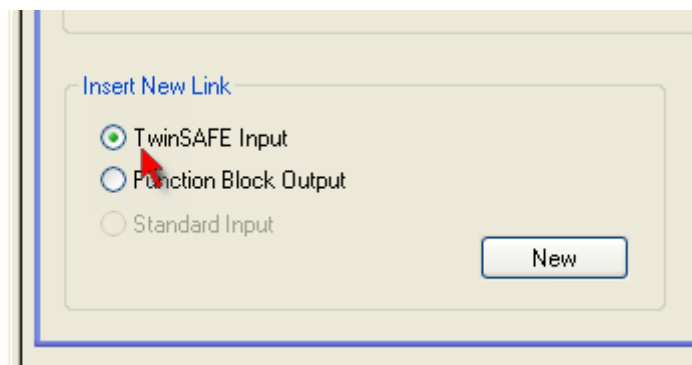 Insert New Link
TwinSAFE Input
Function Block Output
Standard Input
New